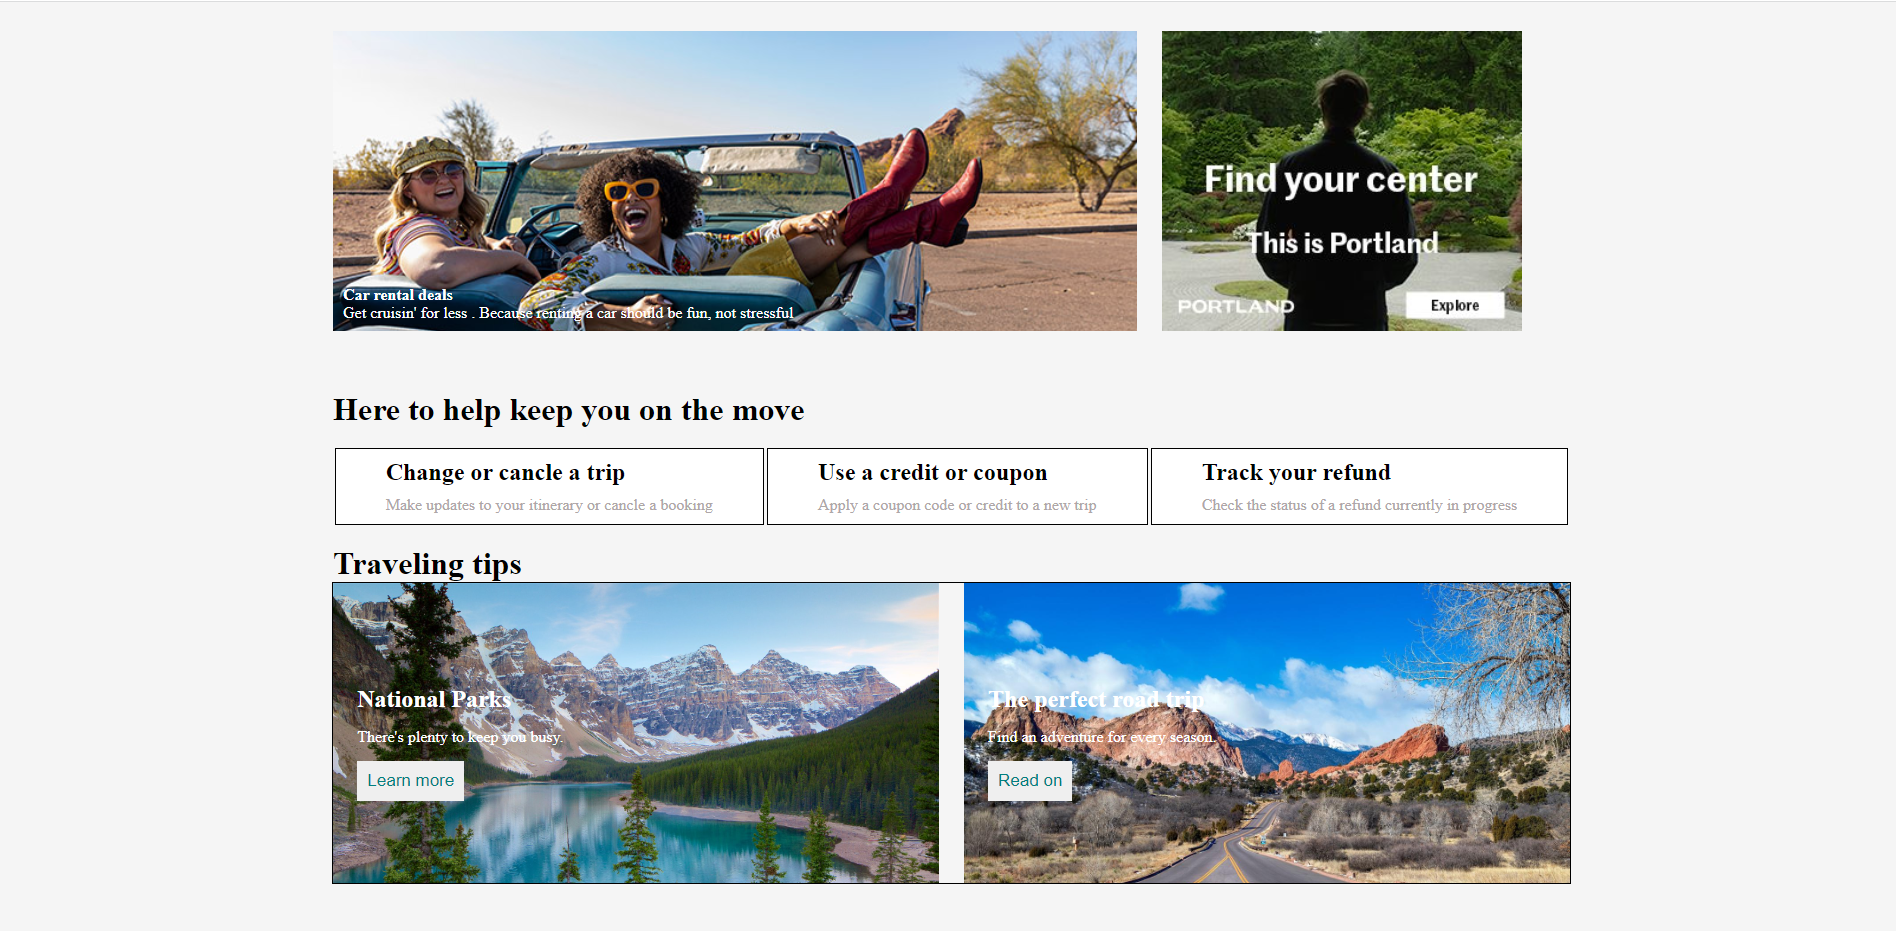 Car rental deals
Get cruisin' for less . Because renting a car should be fun, not stressful
Find your center
This is Portland
PORTLAND
Explore
Here to help keep you on the move
Change or cancle a trip
Make updates to your itinerary or cancle a booking
Use a credit or coupon
Apply a coupon code or credit to a new trip
Track your refund
Check the status of a refund currently in progress
Traveling tips
National Parks
There's plenty to keep you busy.
Learn more
The perfect road trip
Find an adventure for every season.
Read on